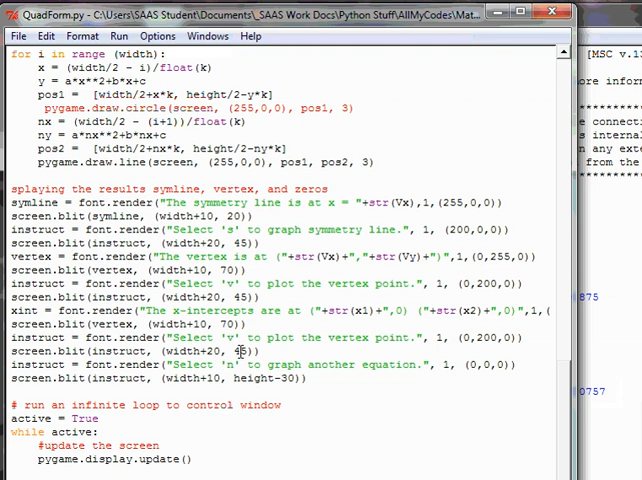 QuadForm.py - C:\Users\SAAS Student\Documents\_SAAS Work Docs\Python Stuff\AllMyCodes\Mat...
File Edit Format Run Options Windows Help
for i in range (width):
x = (width/2 - i)/float(k)
y = a*x**2+b*x+c
pos1 =  [width/2+x*k, height/2-y*k]
pygame.draw.circle(screen, (255,0,0), pos1, 3)
nx = (width/2 - (i+1))/float(k)
ny = a*nx**2+b*nx+c
pos2 = [width/2+nx*k, height/2-ny*k]
pygame.draw.line(screen, (255,0,0), pos1, pos2, 3)
splaying the results symline, vertex, and zeros
symline = font.render("The symmetry line is at x = "+str(Vx),1,(255,0,0))
screen.blit(symline, (width+10, 20))
instruct = font.render("Select 's' to graph symmetry line.", 1, (200,0,0))
screen.blit(instruct, (width+20, 45))
vertex = font.render("The vertex is at ("+str(Vx)+","+str(Vy)+")",1,(0,255,0))
screen.blit(vertex, (width+10, 70))
instruct = font.render("Select 'v' to plot the vertex point.", 1, (0,200,0))
screen.blit(instruct, (width+20, 45))
xint = font.render("The x-intercepts are at ("+str(x1)+",0) ("+str(x2)+",0)",1,(
screen.blit(vertex, (width+10, 70))
instruct = font.render("Select 'v' to plot the vertex point.", 1, (0,200,0))
screen.blit(instruct, (width+20, 45))
instruct = font.render("Select 'n' to graph another equation.", 1, (0,0,0))
screen.blit(instruct, (width+10, height-30))
# run an infinite loop to control window
active = True
while active:
#update the screen
pygame.display.update()
[MSC v.1
ore infor
**********
e connecti
s interna
n any ext
from the
**********
875
0757